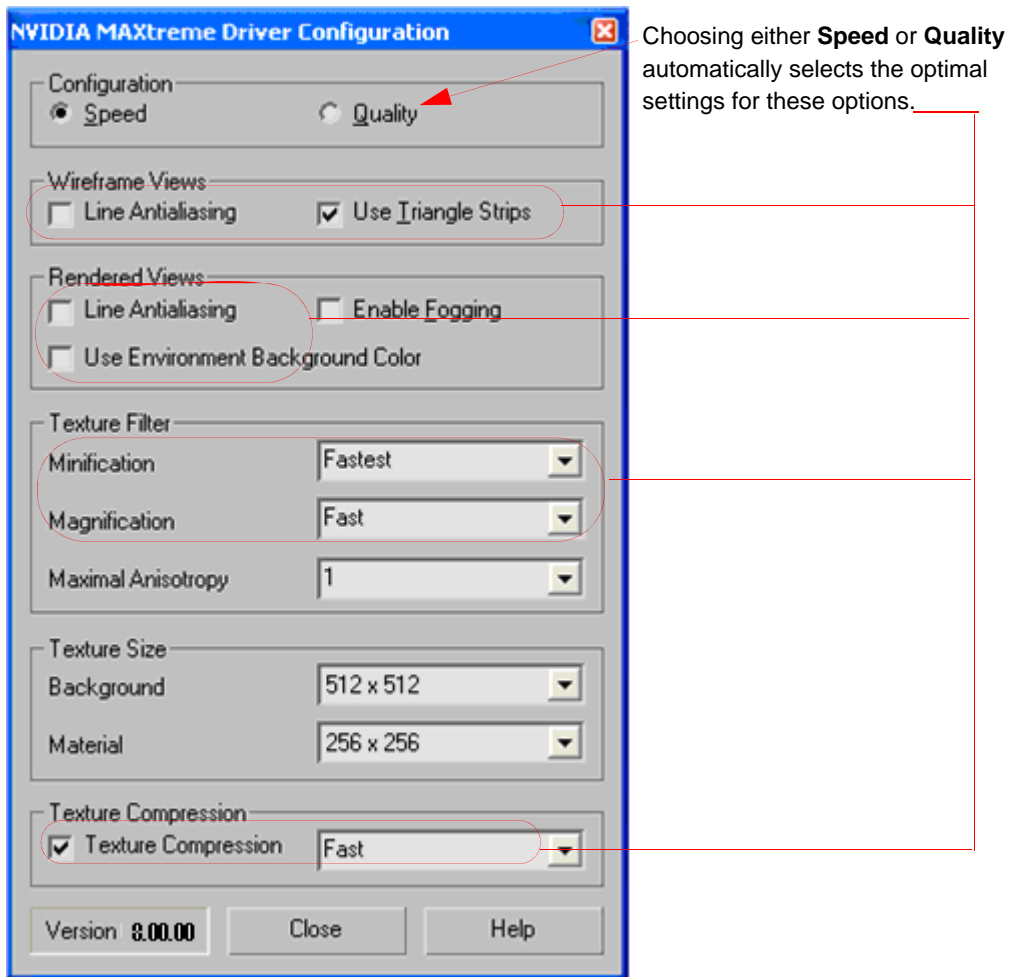 NVIDIA MAXtreme Driver Configuration
Choosing either Speed or Quality
automatically selects the optimal
settings for these options.
Configuration
Speed
Quality
Wireframe Views
Line Antialiasing
Use Triangle Strips
Rendered Views
Line Antialiasing
Enable Fogging
Use Environment Background Color
Texture Filter
Minification
Fastest
Magnification
Fast
Maximal Anisotropy
1
Texture Size
Background
512 x 512
Material
256 x 256
Texture Compression
Texture Compression
Fast
Version 8.00.00
Close
Help